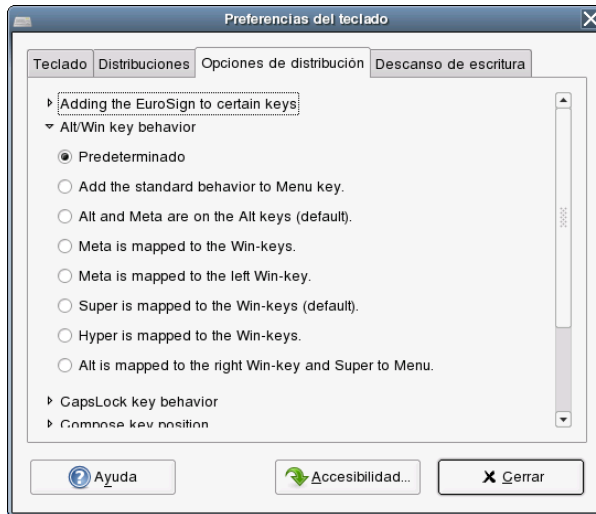 Preferencias del teclado
Teclado
Distribuciones
Opciones de distribución
Descanso de escritura
Adding the EuroSign to certain keys
Alt/Win key behavior
Predeterminado
Add the standard behavior to Menu key.
Alt and Meta are on the Alt keys (default).
Meta is mapped to the Win-keys.
Meta is mapped to the left Win-key.
Super is mapped to the Win-keys (default).
Hyper is mapped to the Win-keys.
Alt is mapped to the right Win-key and Super to Menu.
CapsLock key behavior
Compose key position
Ayuda
Accesibilidad...
Cerrar